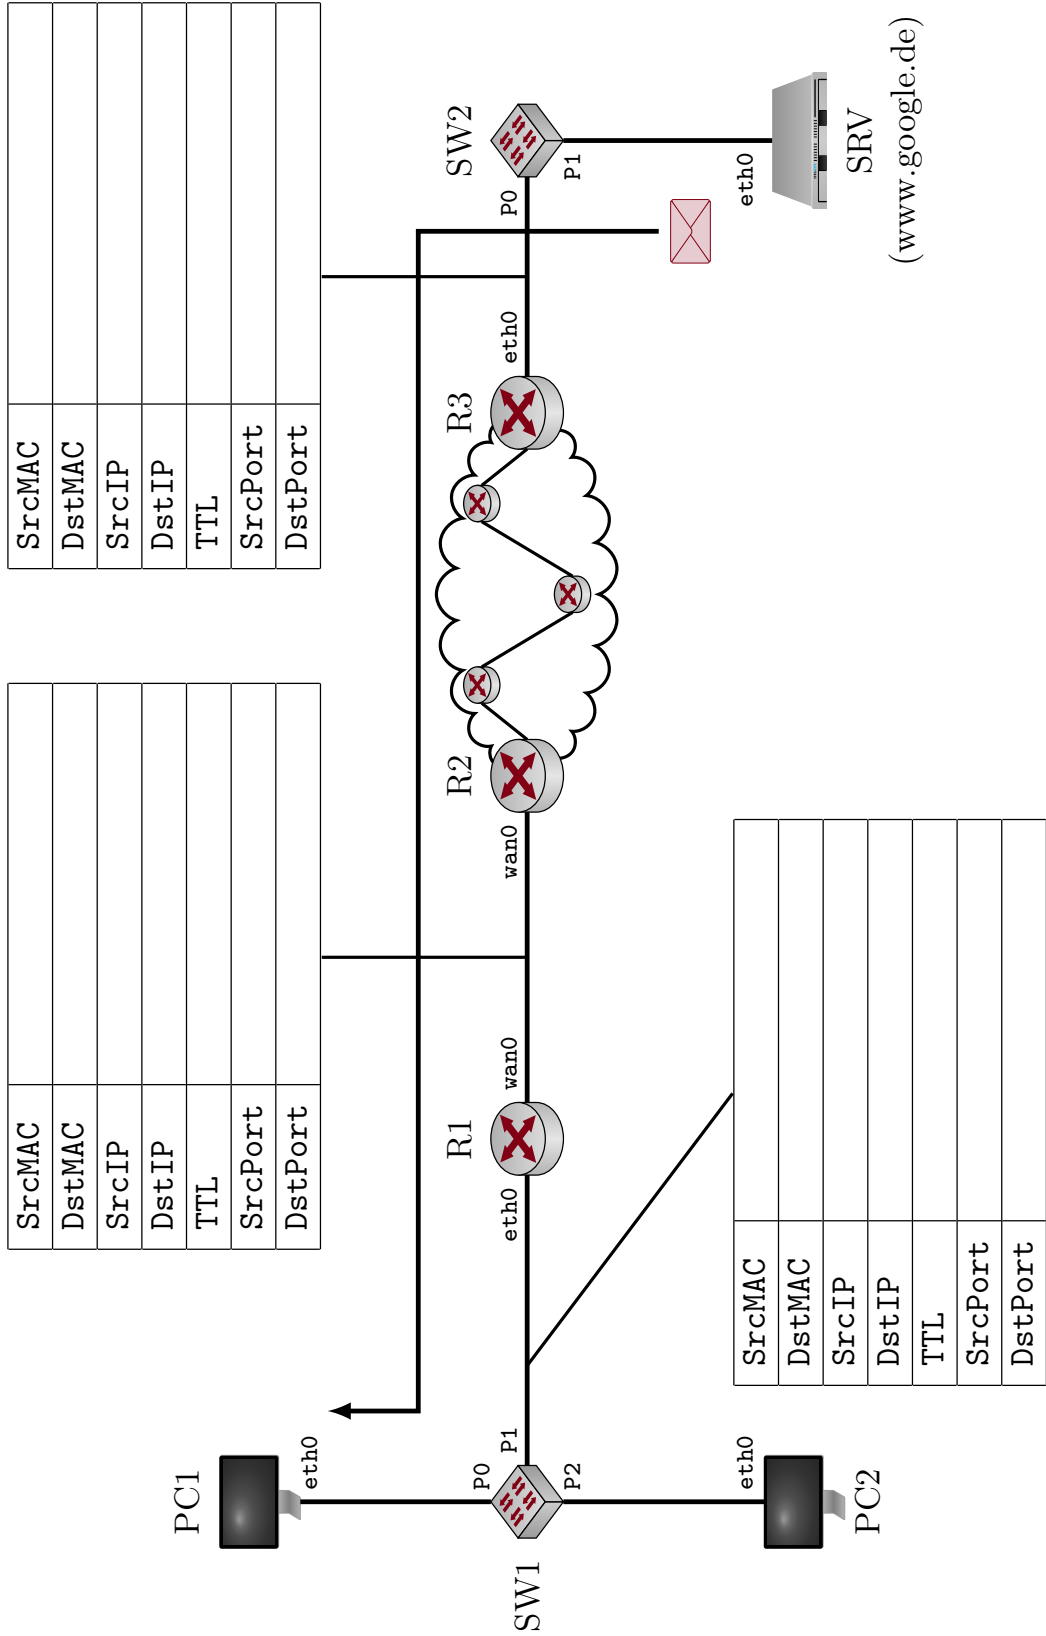 SrcMAC
DstMAC
SrcIP
DstIP
TTL
SrcPort
DstPort
SrcMAC
DstMAC
SrcIP
DstIP
TTL
SrcPort
DstPort
PC1
eth0
SW1
P0
P1
P2
eth0
PC2
R1
eth0
wan0
R2
wan0
R3
eth0
SW2
P0
P1
eth0
SRV
(www.google.de)
SrcMAC
DstMAC
SrcIP
DstIP
TTL
SrcPort
DstPort